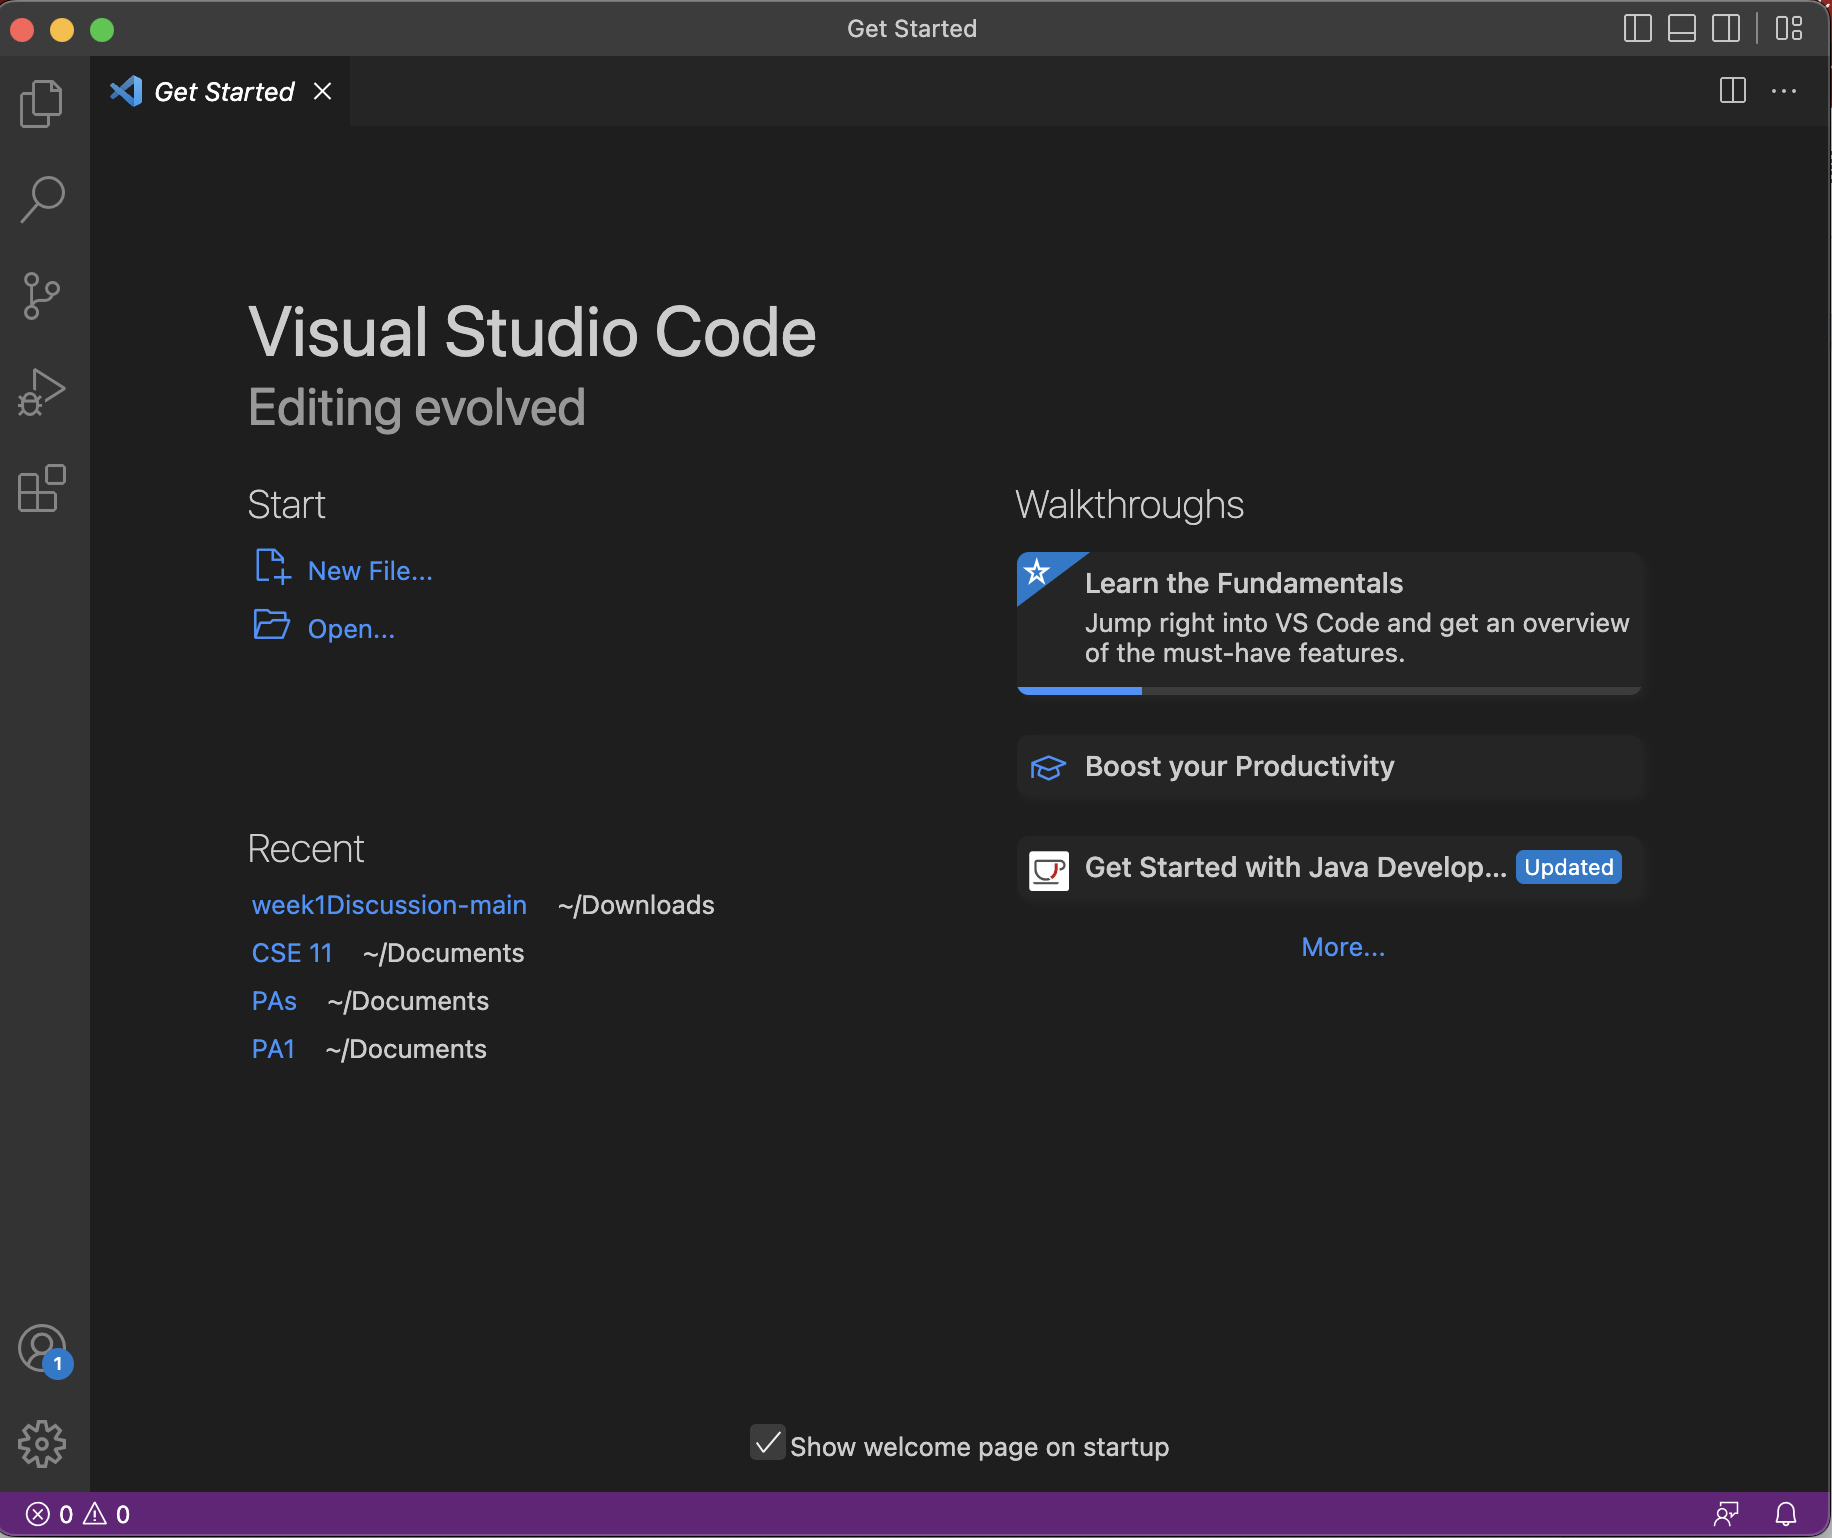 Get Started
Get Started
Visual Studio Code
Editing evolved
Start
New File...
Open...
Recent
week1Discussion-main ~/Downloads
CSE 11 ~/Documents
PAs ~/Documents
PA1 ~/Documents
Walkthroughs
Learn the Fundamentals
Jump right into VS Code and get an overview
of the must-have features.
Boost your Productivity
Get Started with Java Develop... Updated
More...
1
Show welcome page on startup
0 0